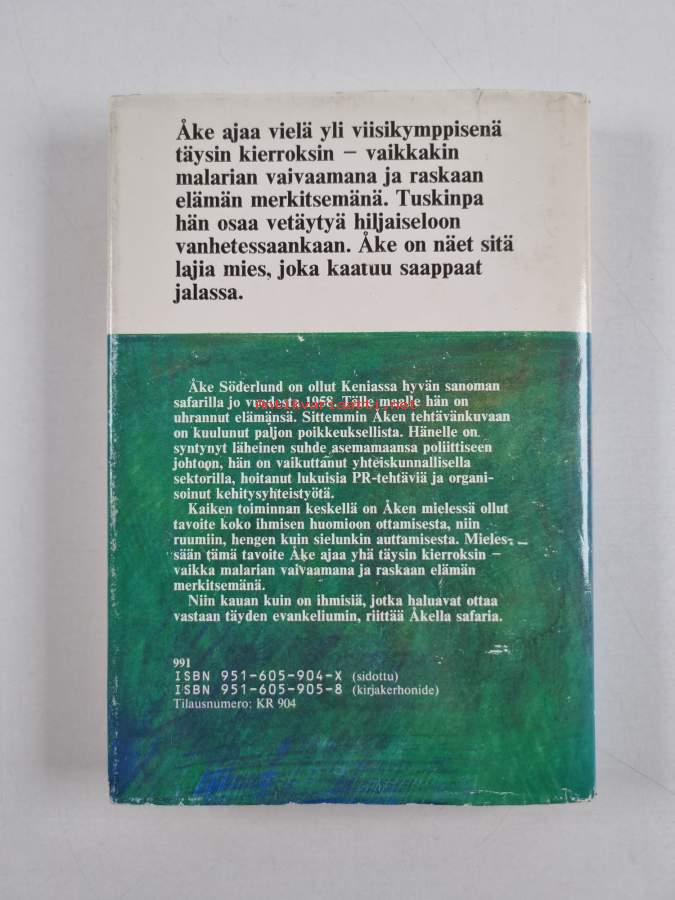 Åke ajaa vielä yli viisikymppisenä
täysin kierroksin – vaikkakin
malarian vaivaamana ja raskaan
elämän merkitsemänä. Tuskinpa
hän osaa vetäytyä hiljaiseloon
vanhetessaankaan. Åke on näet sitä
lajia mies, joka kaatuu saappaat
jalassa.
Åke Söderlund on ollut Keniassa hyvän sanoman
safarilla jo vuodesta 1958. Tälle maalle hän on
antikvariaatti.net
uhrannut elämänsä. Sittemmin Åken tehtävänkuvaan
on kuulunut paljon poikkeuksellista. Hänelle on
syntynyt läheinen suhde asemamaansa poliittiseen
johtoon, hän on vaikuttanut yhteiskunnallisella
sektorilla, hoitanut lukuisia PR-tehtäviä ja organi-
soinut kehitysyhteistyötä.
Kaiken toiminnan keskellä on Åken mielessä ollut
tavoite koko ihmisen huomioon ottamisesta, niin
ruumiin, hengen kuin sielunkin auttamisesta. Mieles-
sään tämä tavoite Åke ajaa yhä täysin kierroksin –
vaikka malarian vaivaamana ja raskaan elämän
merkitsemänä.
Niin kauan kuin on ihmisiä, jotka haluavat ottaa
vastaan täyden evankeliumin, riittää Åkella safaria.
991
ISBN 951-605-904-X (sidottu)
ISBN 951-605-905-8 (kirjakerhonide)
Tilausnumero: KR 904